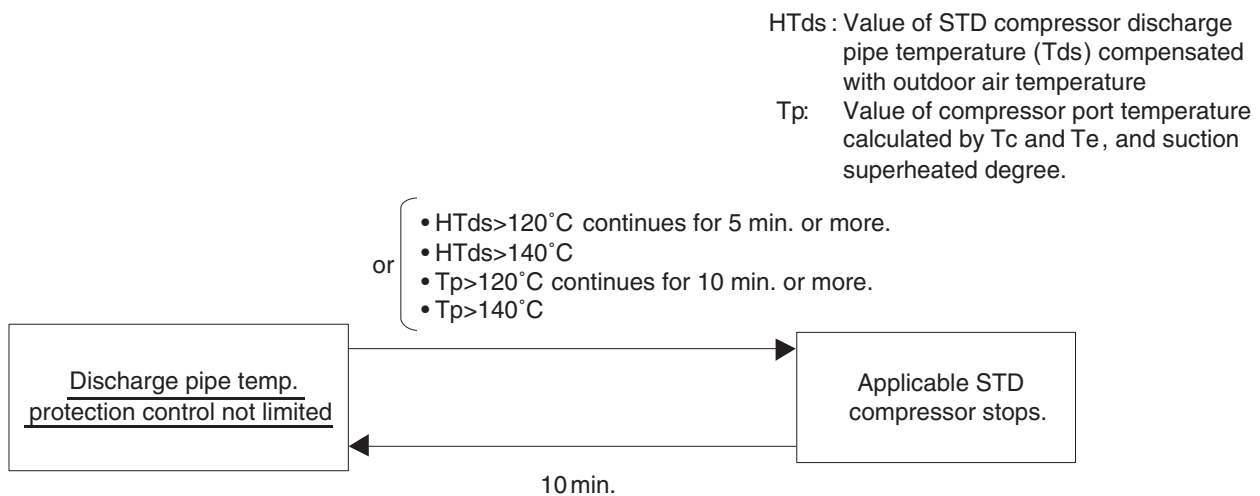 HTds : Value of STD compressor discharge
pipe temperature (Tds) compensated
with outdoor air temperature
Tp: Value of compressor port temperature
calculated by Tc and Te, and suction
superheated degree.
or
• HTds>120°C continues for 5 min. or more.
• HTds>140°C
• Tp>120°C continues for 10 min. or more.
• Tp>140°C
Discharge pipe temp.
protection control not limited
Applicable STD
compressor stops.
10 min.